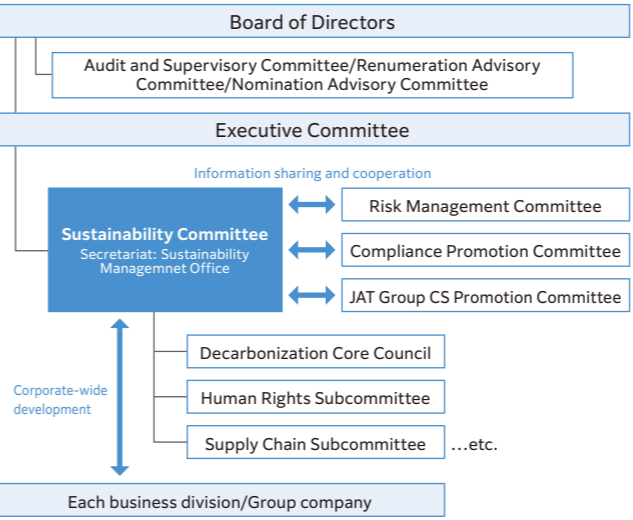 Board of Directors
Audit and Supervisory Committee/Renumeration Advisory
Committee/Nomination Advisory Committee
Executive Committee
Information sharing and cooperation
Sustainability Committee
Secretariat: Sustainability
Managemnet Office
Risk Management Committee
Compliance Promotion Committee
JAT Group CS Promotion Committee
Decarbonization Core Council
Human Rights Subcommittee
Supply Chain Subcommittee ...etc.
Corporate-wide
development
Each business division/Group company